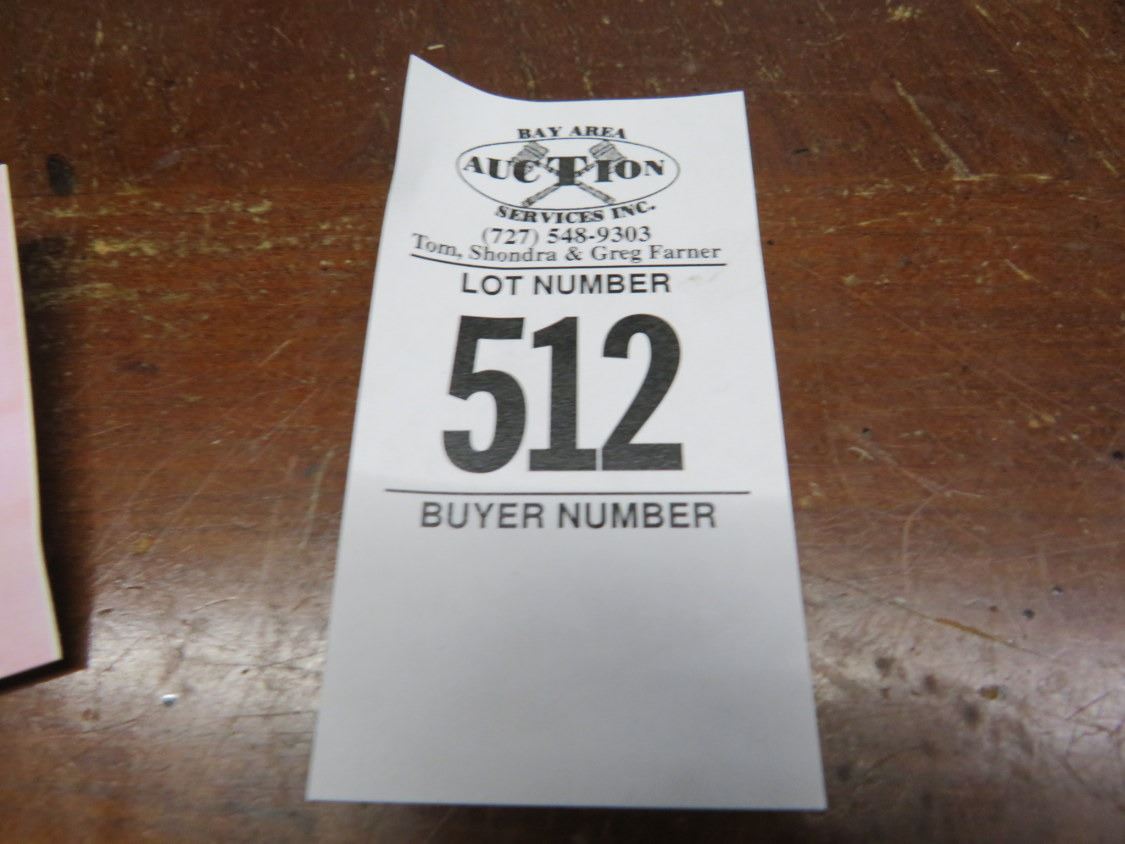 BAY AREA
AUCTION
SERVICES INC.
(727) 548-9303
Tom, Shondra & Greg Farner
LOT NUMBER
512
BUYER NUMBER